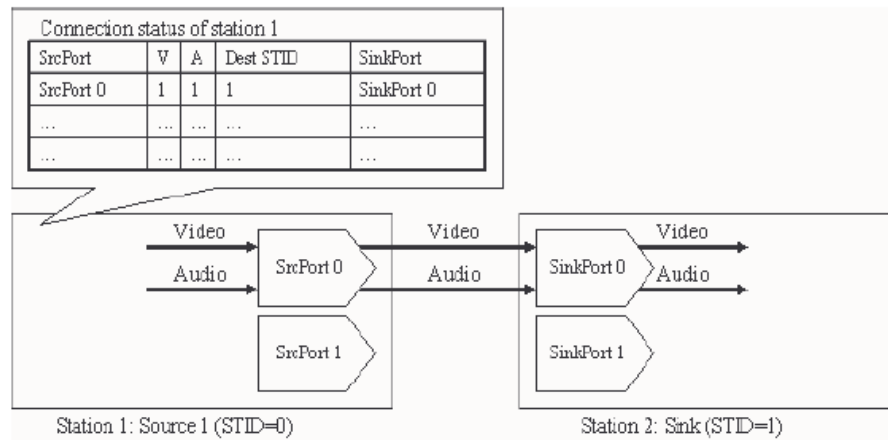 Connection status of station 1
SrcPort V A Dest STID SinkPort
SrcPort 0 1 1 1 SinkPort 0
... ... ... ... ...
... ... ... ... ...
Video Video Video
SrcPort 0 SinkPort 0
Audio Audio Audio
SrcPort 1 SinkPort 1
Station 1: Source 1 (STID=0) Station 2: Sink (STID=1)